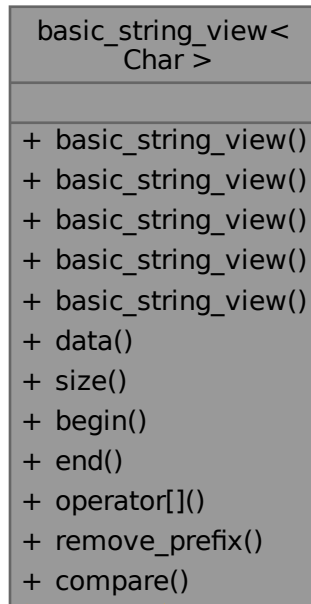 basic_string_view<
Char >
+ basic_string_view()
+ basic_string_view()
+ basic_string_view()
+ basic_string_view()
+ basic_string_view()
+ data()
+ size()
+ begin()
+ end()
+ operator[]()
+ remove_prefix()
+ compare()